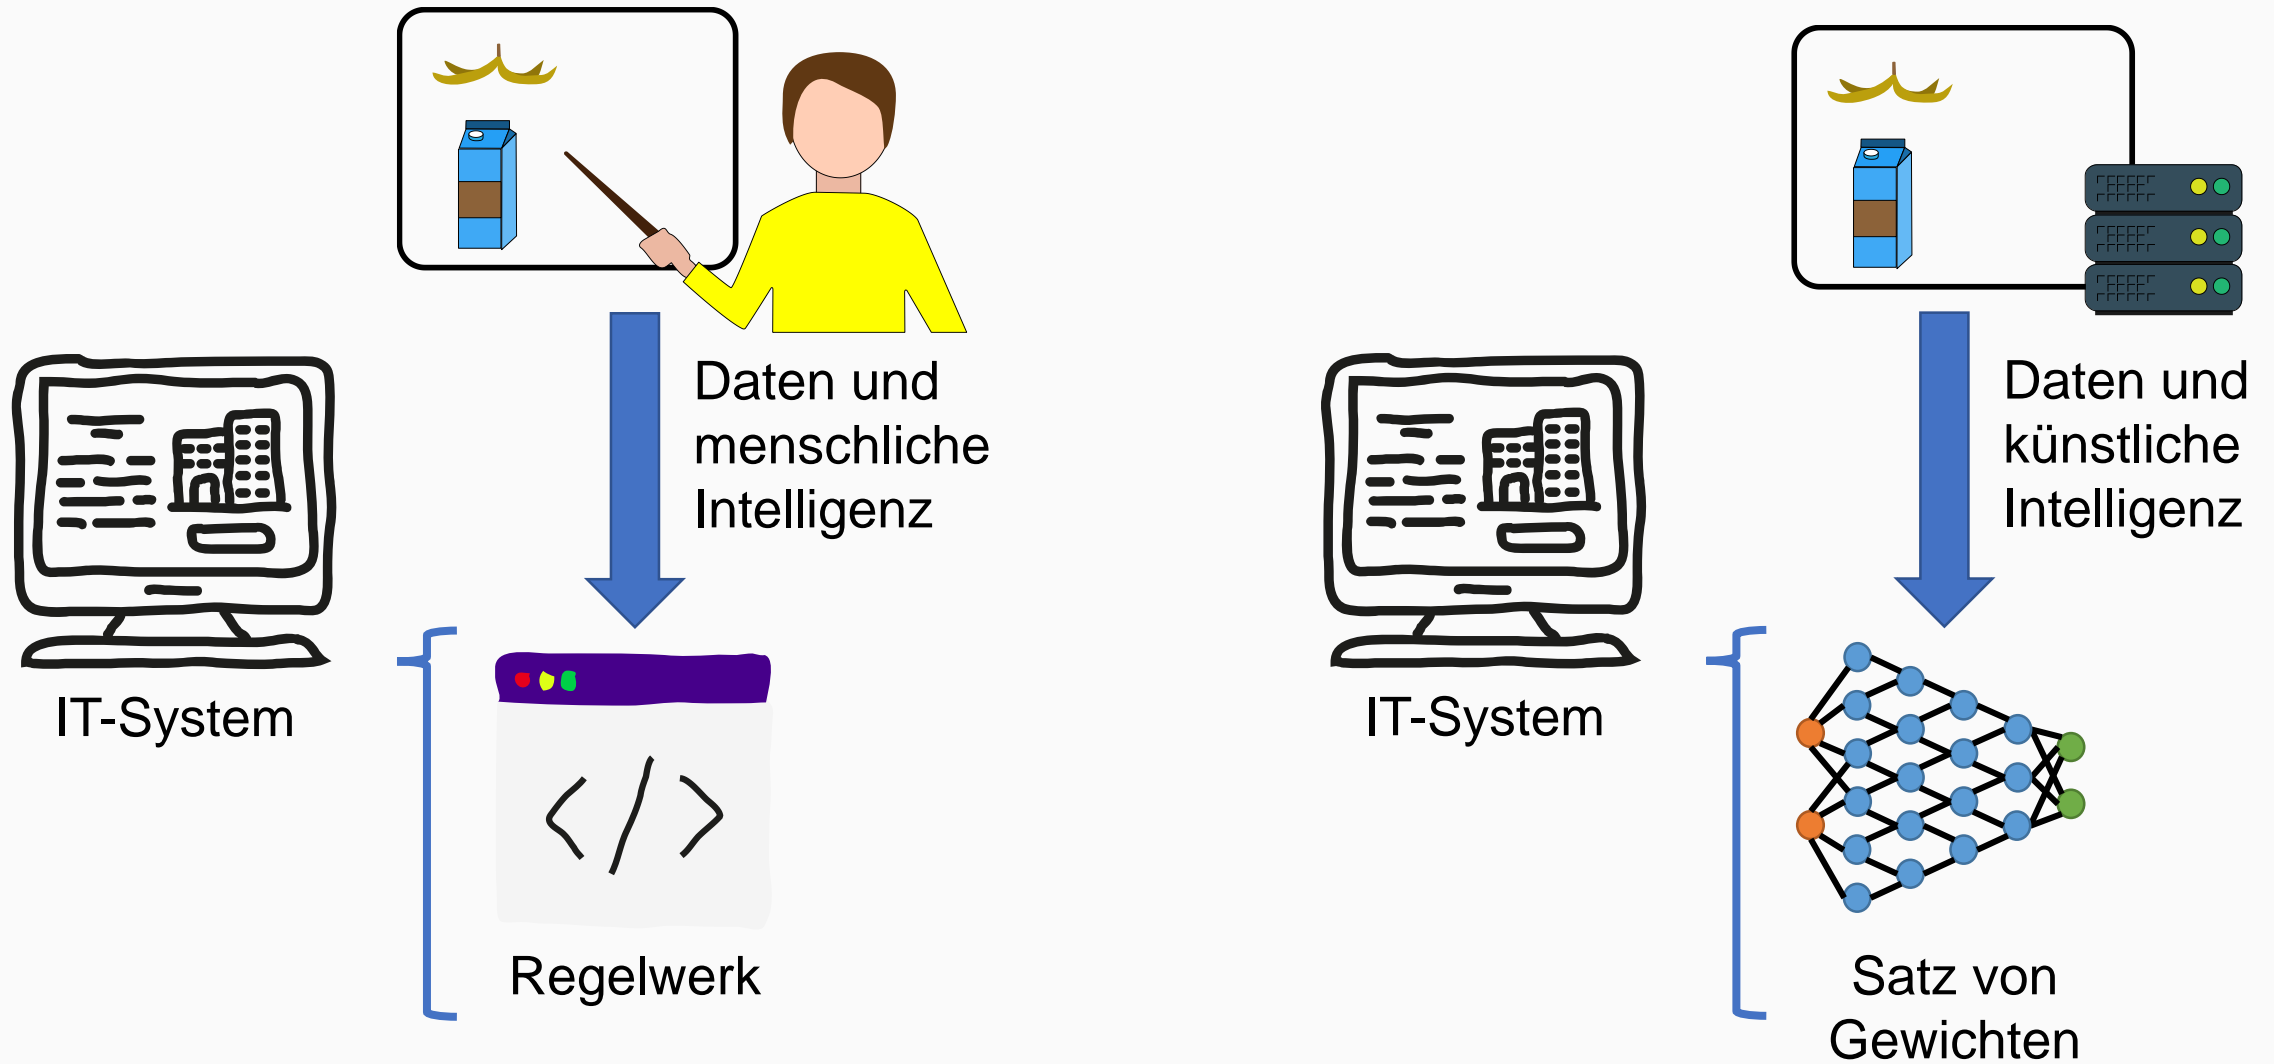 Daten und
menschliche
Intelligenz
IT-System
Regelwerk
Daten und
künstliche
Intelligenz
IT-System
Satz von
Gewichten